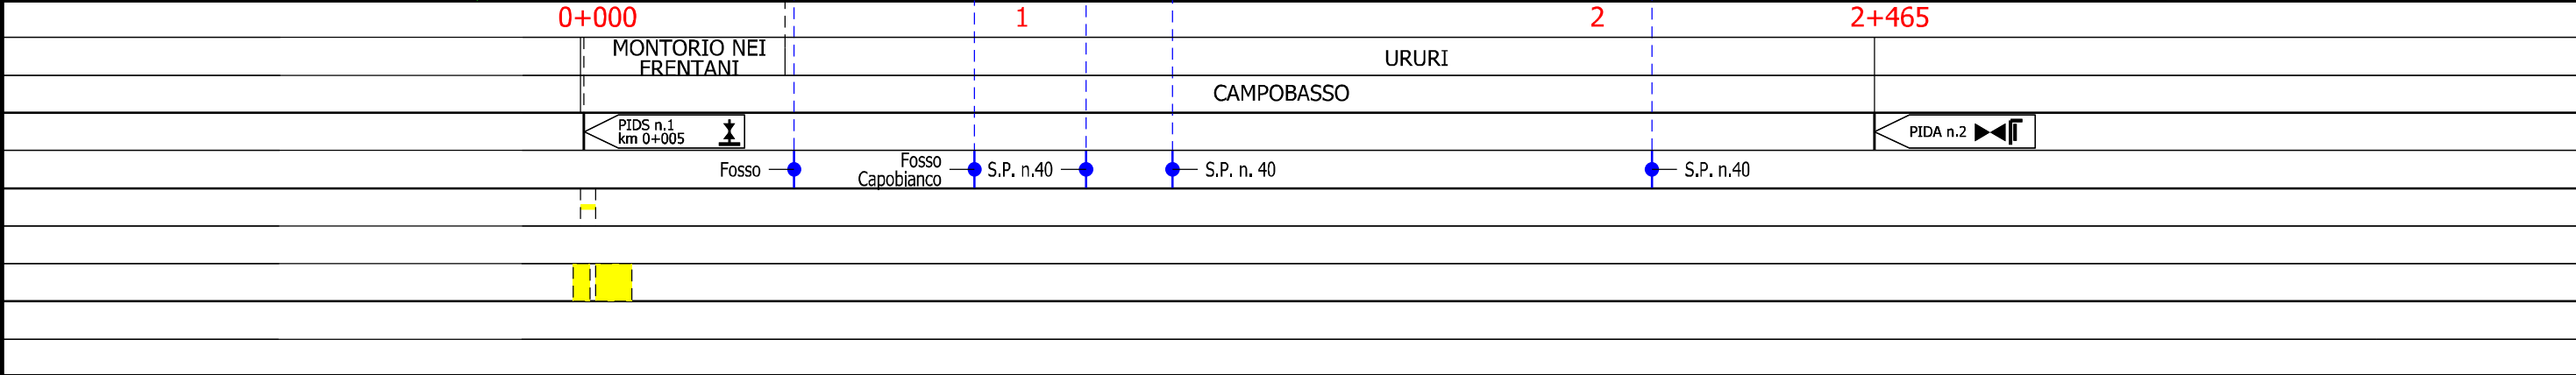 0+000 1 2 2+465
MONTORIO NEI
FRENTANI
URURI
CAMPOBASSO
PIDS n.1
km 0+005
PIDA n.2
Fosso
Fosso
Capobianco
S.P. n.40
S.P. n. 40
S.P. n.40